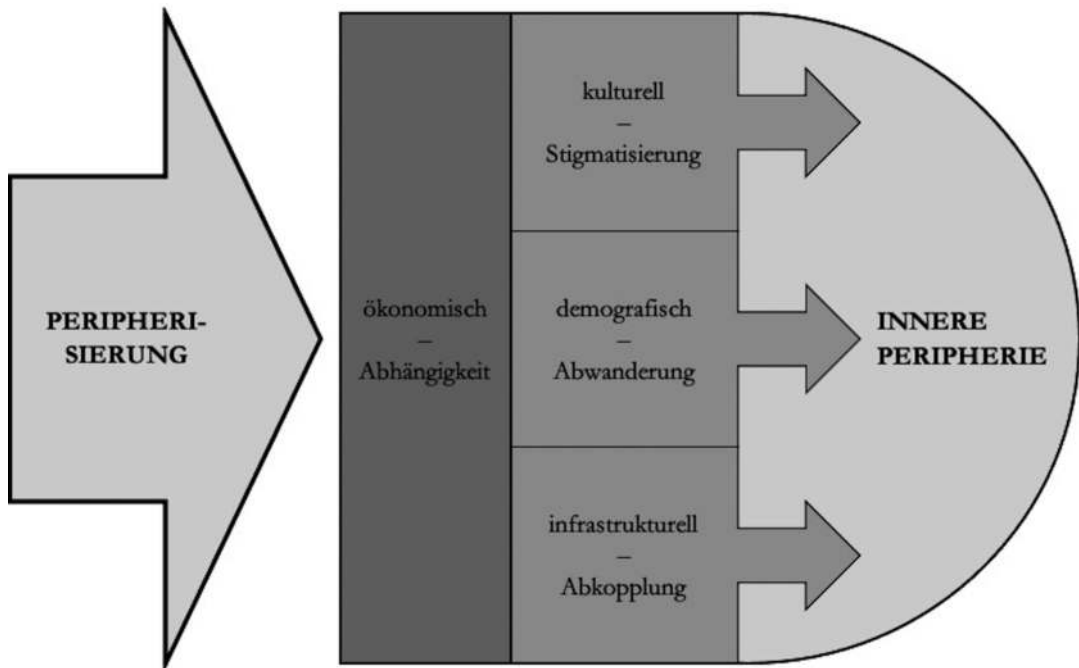 PERIPHERI-
SIERUNG
ökonomisch
–
Abhängigkeit
kulturell
–
Stigmatisierung
demografisch
–
Abwanderung
infrastrukturell
–
Abkopplung
INNERE
PERIPHERIE